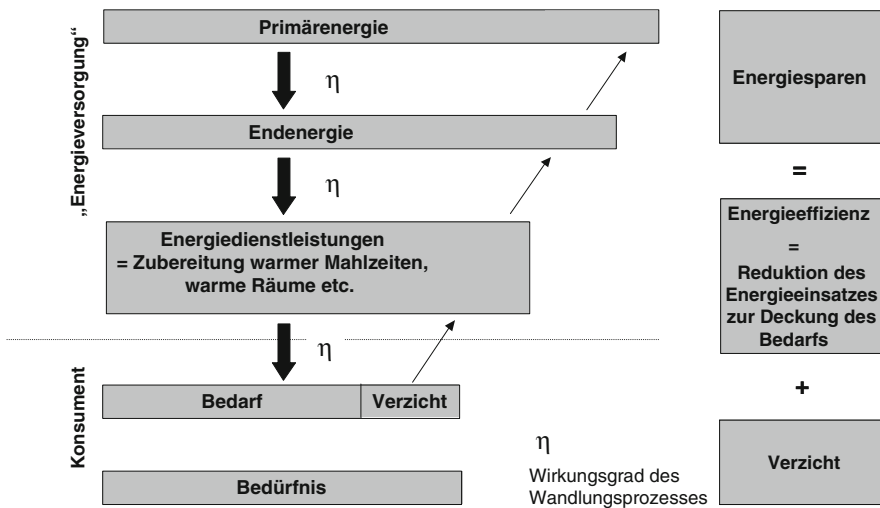 „Energieversorgung“
Primärenergie
η
Endenergie
η
Energiedienstleistungen
= Zubereitung warmer Mahlzeiten,
warme Räume etc.
η
Konsument
Bedarf
Verzicht
Bedürfnis
η
Wirkungsgrad des
Wandlungsprozesses
Energiesparen
=
Energieeffizienz
=
Reduktion des
Energieeinsatzes
zur Deckung des
Bedarfs
+
Verzicht